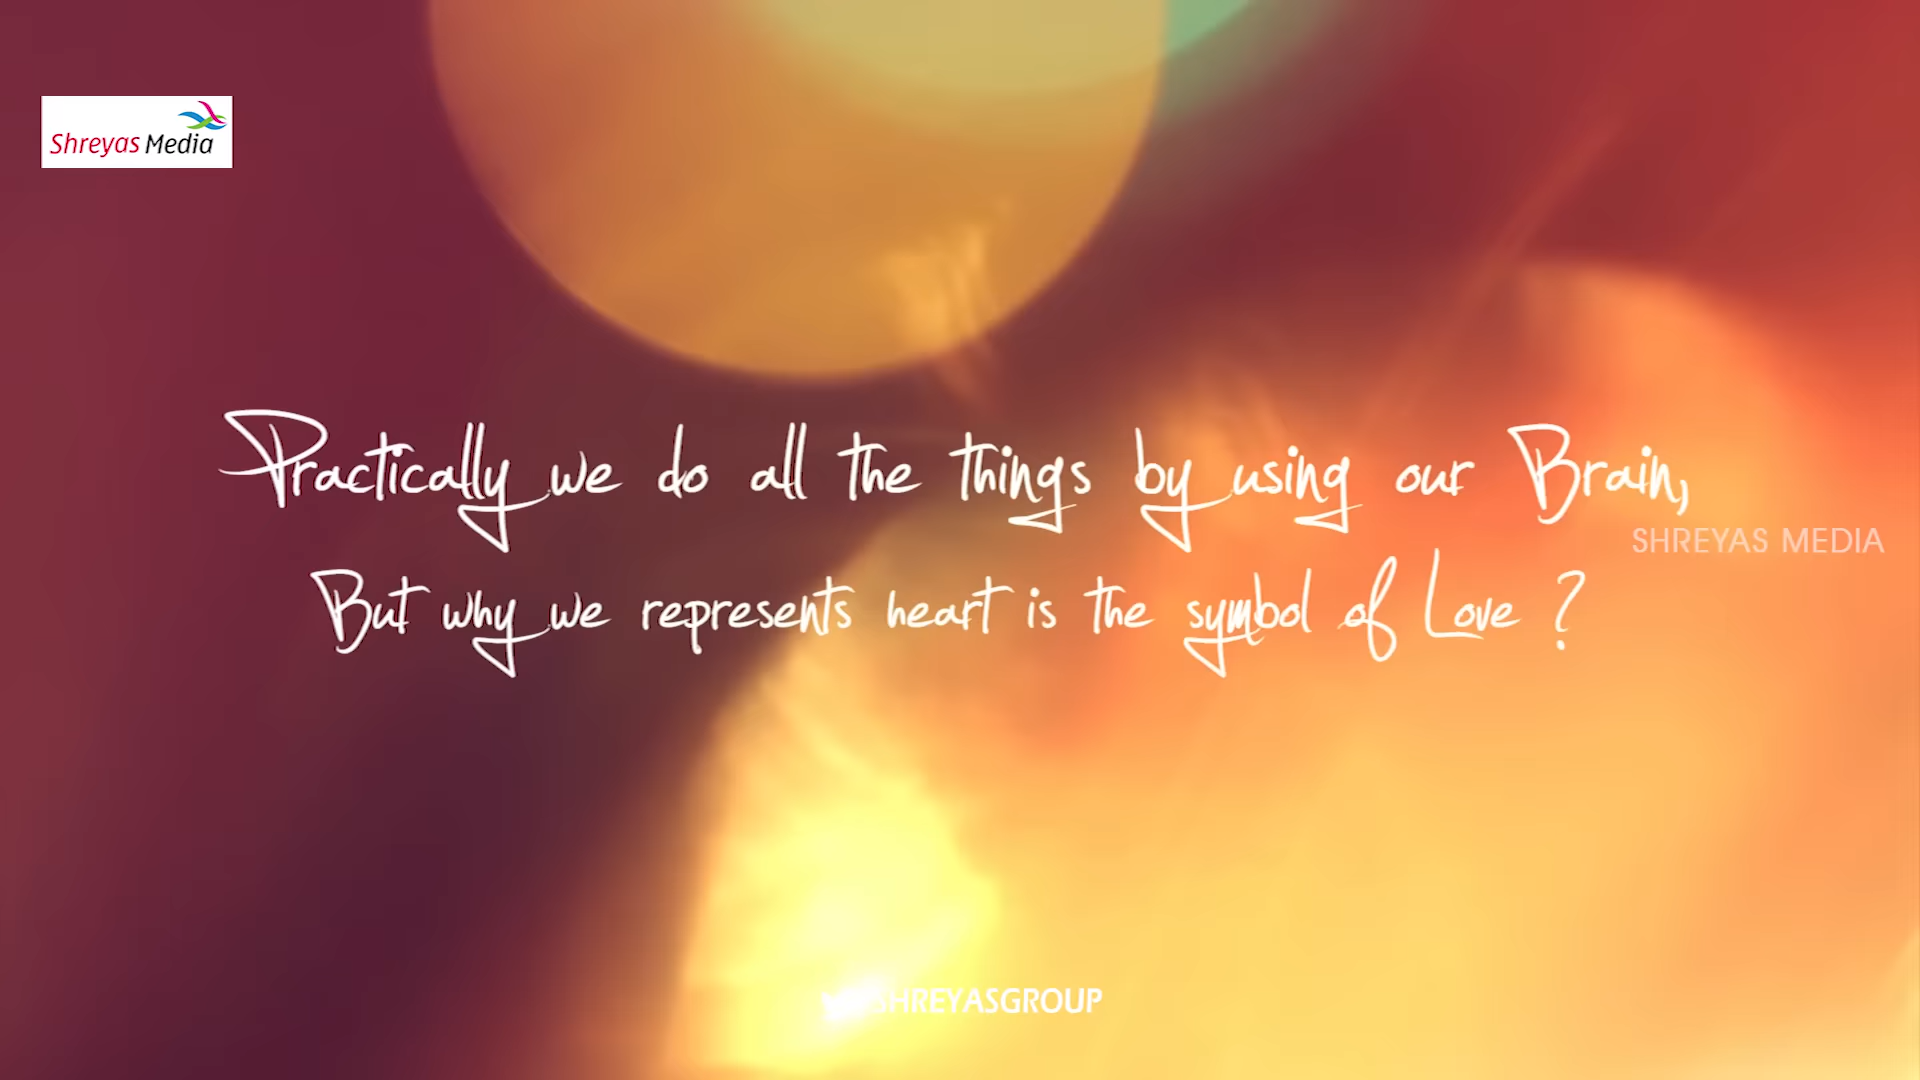 Shreyas Media
Practically we do all the things by using our Brain,
SHREYAS MEDIA
But why we represents heart is the symbol of Love ?
SHREYASGROUP